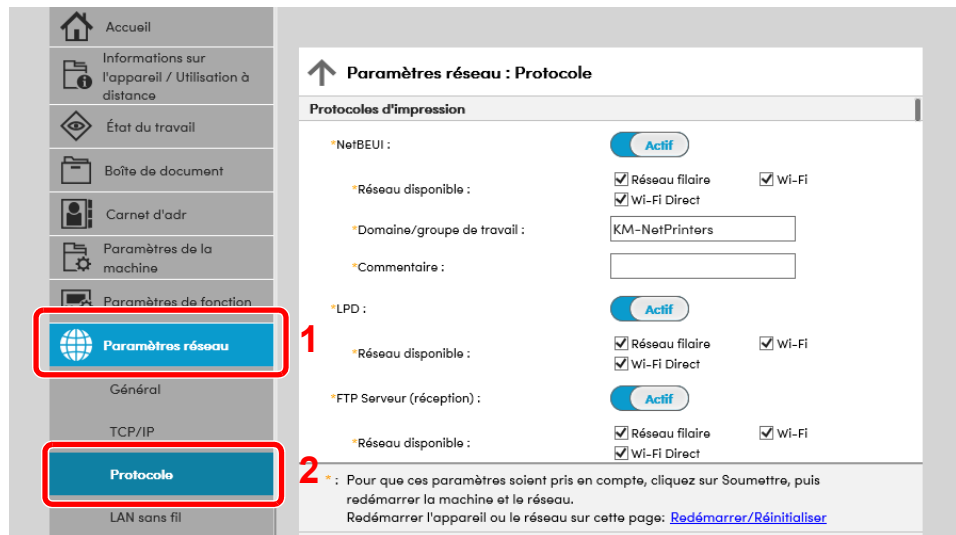 Accueil
Informations sur
l'appareil / Utilisation à
distance
État du travail
Boîte de document
Carnet d'adr
Paramètres de la
machine
Paramètres de fonction
Paramètres réseau
1
Général
TCP/IP
Protocole
2
LAN sans fil
Paramètres réseau : Protocole
Protocoles d'impression
*NetBEUI :
Actif
*Réseau disponible :
Réseau filaire
Wi-Fi
Wi-Fi Direct
*Domaine/groupe de travail :
KM-NetPrinters
*Commentaire :
*LPD :
Actif
*Réseau disponible :
Réseau filaire
Wi-Fi
Wi-Fi Direct
*FTP Serveur (réception) :
Actif
*Réseau disponible :
Réseau filaire
Wi-Fi
Wi-Fi Direct
* : Pour que ces paramètres soient pris en compte, cliquez sur Soumettre, puis
redémarrer la machine et le réseau.
Redémarrer l'appareil ou le réseau sur cette page: Redémarrer/Réinitialiser